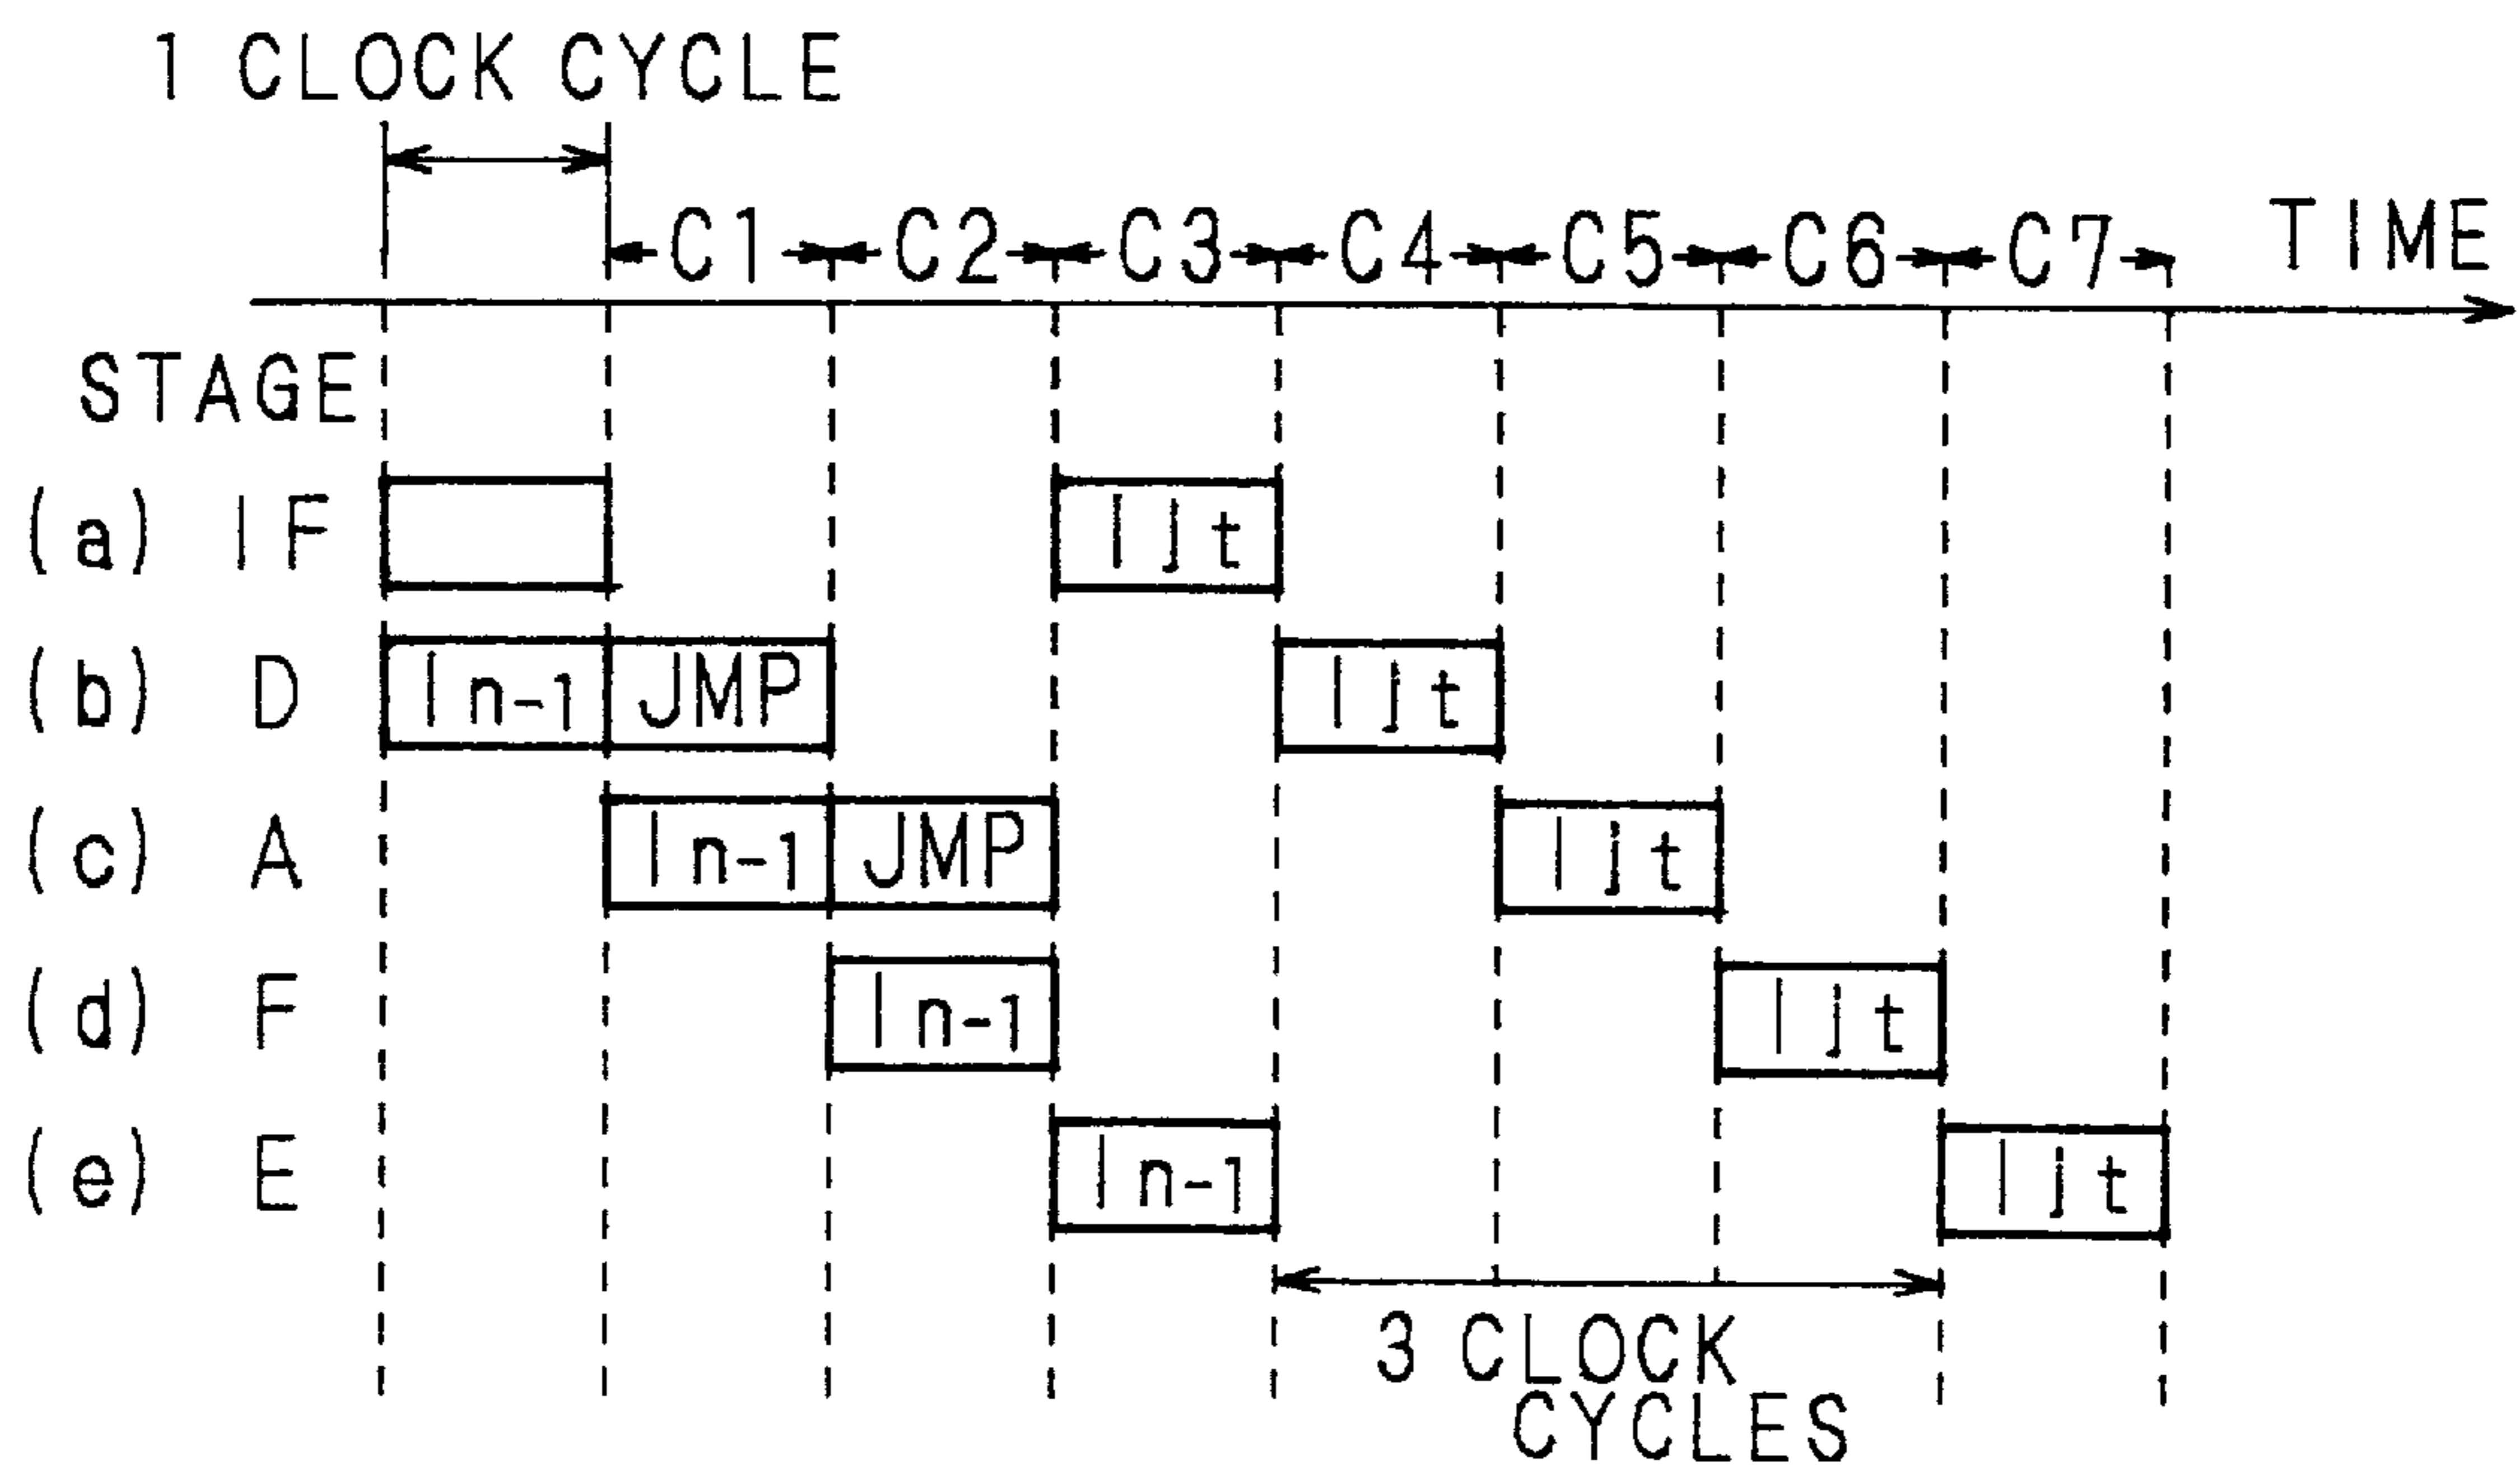 1 CLOCK CYCLE
C1 C2 C3 C4 C5 C6 C7 TIME
STAGE
(a) IF Ijt
(b) D In-1 JMP Ijt
(c) A In-1 JMP Ijt
(d) F In-1 Ijt
(e) E In-1 Ijt
3 CLOCK
CYCLES